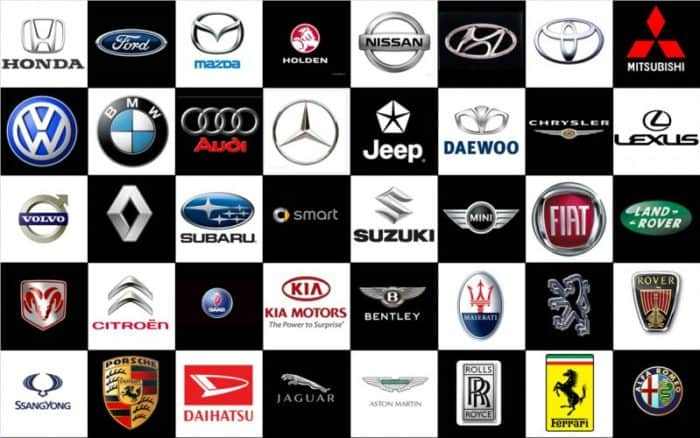 HONDA
Ford
mazda
HOLDEN
NISSAN
MITSUBISHI
BMW
Audi
Jeep
DAEWOO
CHRYSLER
LEXUS
VOLVO
SUBARU
smart
SUZUKI
MINI
FIAT
LAND-
ROVER
CITROËN
SAAB
KIA
KIA MOTORS
The Power to Surprise
B
BENTLEY
MASERATI
ROVER
SSANGYONG
PORSCHE
DAIHATSU
JAGUAR
ASTON MARTIN
ROLLS
RR
ROYCE
Ferrari
ALFA ROMEO